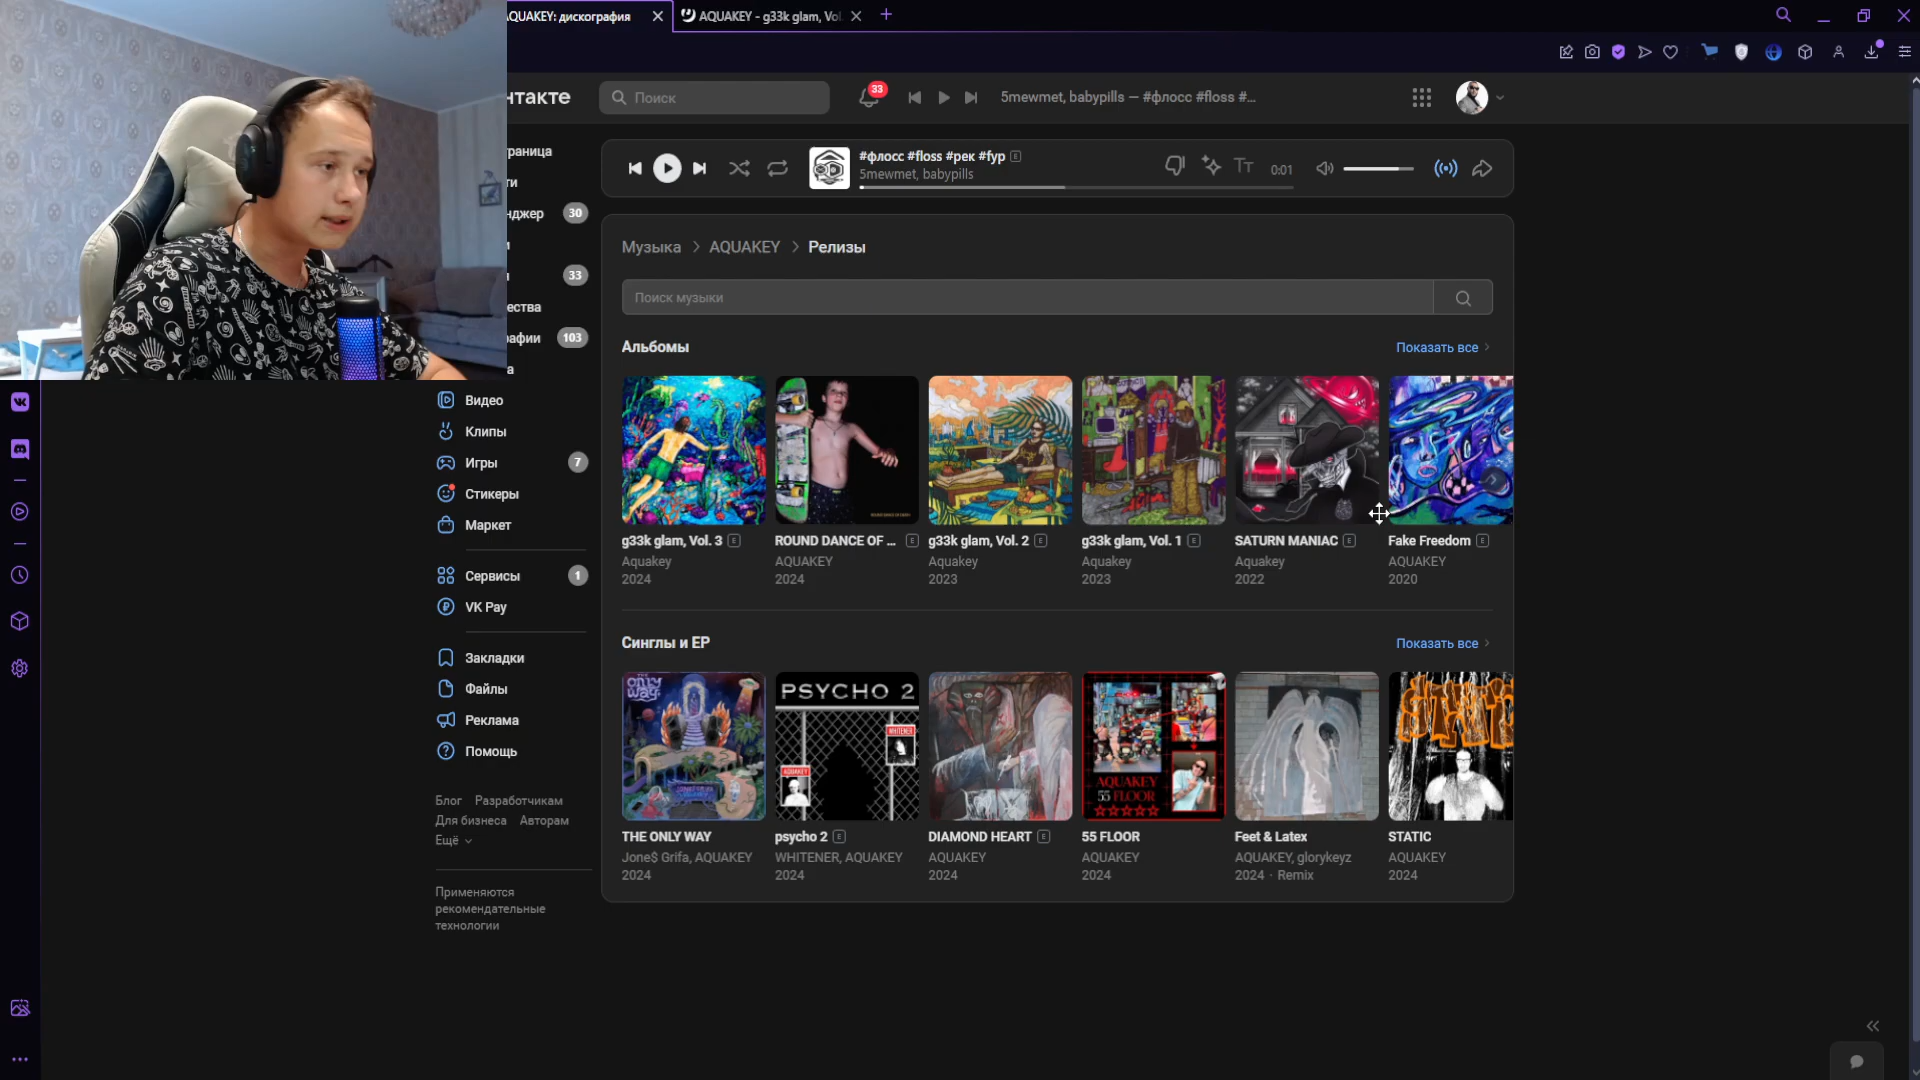 QUAKEY: дискография
AQUAKEY - g33k glam, Vol.
нтакте
Поиск
33
5mewmet, babypills — #флосс #floss #...
раница
ти
нджер
30
33
ества
афии
103
а
Видео
Клипы
Игры
7
Стикеры
Маркет
Сервисы
1
VK Pay
Закладки
Файлы
Реклама
Помощь
Блог Разработчикам
Для бизнеса Авторам
Ещё
Применяются
рекомендательные
технологии
#флосс #floss #рек #fyp E
5mewmet, babypills
Tт
0:01
Музыка > AQUAKEY > Релизы
Поиск музыки
Альбомы
Показать все
g33k glam, Vol. 3 E
Aquakey
2024
ROUND DANCE OF ... E
AQUAKEY
2024
g33k glam, Vol. 2 E
Aquakey
2023
g33k glam, Vol. 1 E
Aquakey
2023
SATURN MANIAC E
Aquakey
2022
Fake Freedom E
AQUAKEY
2020
Синглы и EP
Показать все
ONLY
WAY
PSYCHO 2
WHITENER
AQUAKEY
AQUAKEY
55 FLOOR
THE ONLY WAY
Jone$ Grifa, AQUAKEY
2024
psycho 2 E
WHITENER, AQUAKEY
2024
DIAMOND HEART E
AQUAKEY
2024
55 FLOOR
AQUAKEY
2024
Feet & Latex
AQUAKEY, glorykeyz
2024 · Remix
STATIC
AQUAKEY
2024